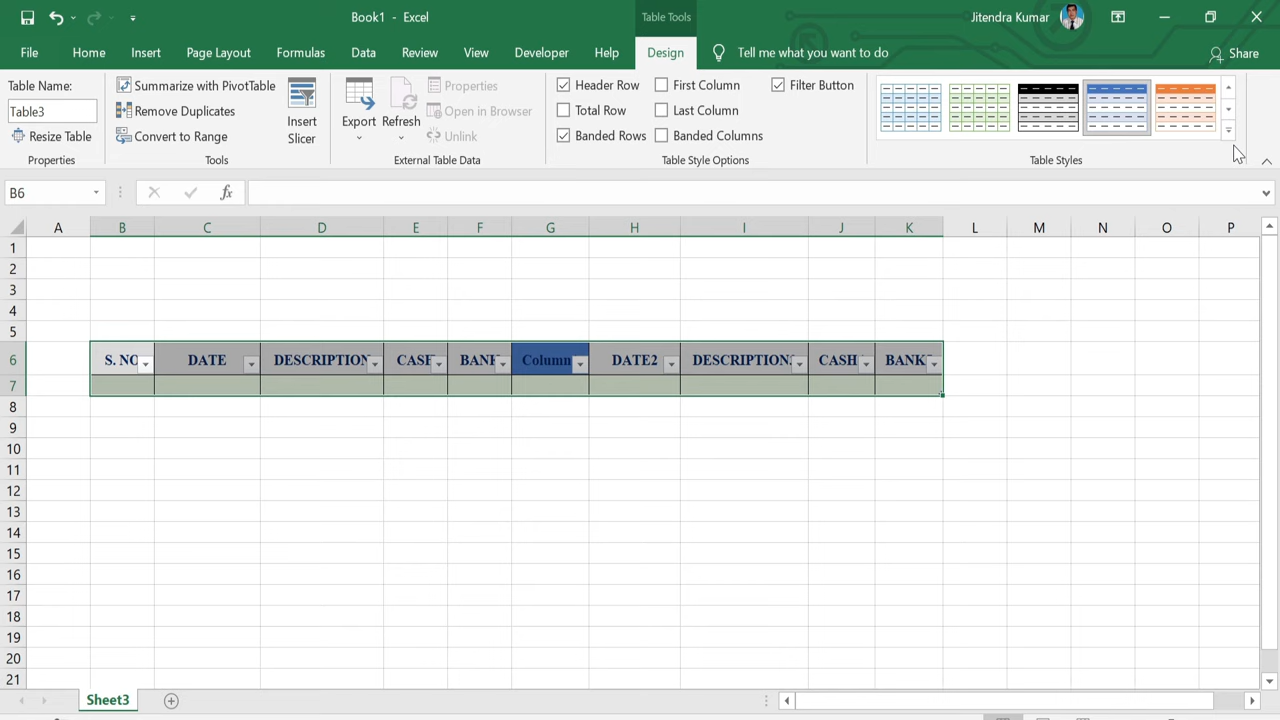 Book1 - Excel
Table Tools
Jitendra Kumar
File Home Insert Page Layout Formulas Data Review View Developer Help Design Tell me what you want to do Share
Table Name:
Table3
Resize Table
Properties
Summarize with PivotTable
Remove Duplicates
Convert to Range
Tools
Insert
Slicer
Export
Refresh
Properties
Open in Browser
Unlink
External Table Data
Header Row
Total Row
Banded Rows
First Column
Last Column
Banded Columns
Filter Button
Table Style Options
Table Styles
B6
fx
A B C D E F G H I J K L M N O P
1
2
3
4
5
6 S. NO DATE DESCRIPTION CASH BANK Column DATE2 DESCRIPTION CASH BANK
7
8
9
10
11
12
13
14
15
16
17
18
19
20
21
Sheet3